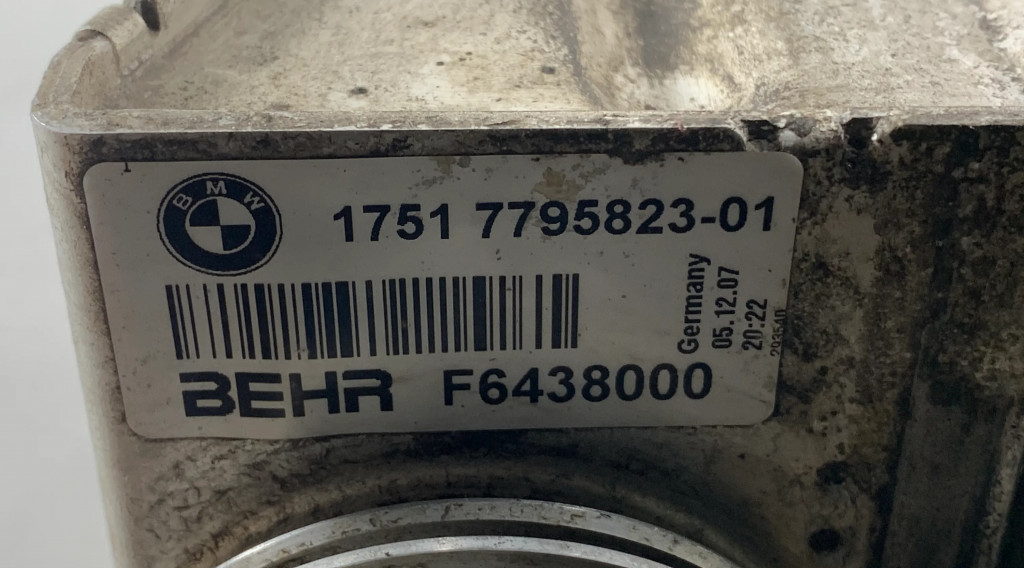 BMW
1751 7795823-01
Germany
05.12.07
20:22
BEHR F6438000